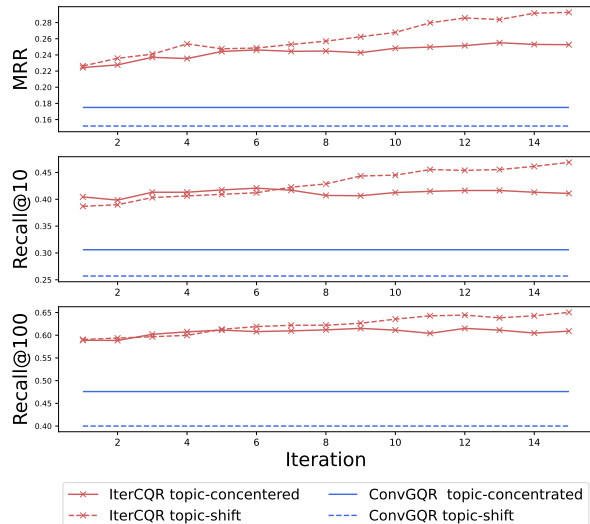 0.28
0.26
0.24
0.22
0.20
0.18
0.16
MRR
2 4 6 8 10 12 14
0.45
0.40
0.35
0.30
0.25
Recall@10
2 4 6 8 10 12 14
0.65
0.60
0.55
0.50
0.45
0.40
Recall@100
2 4 6 8 10 12 14
Iteration
IterCQR topic-concentered
IterCQR topic-shift
ConvGQR topic-concentrated
ConvGQR topic-shift